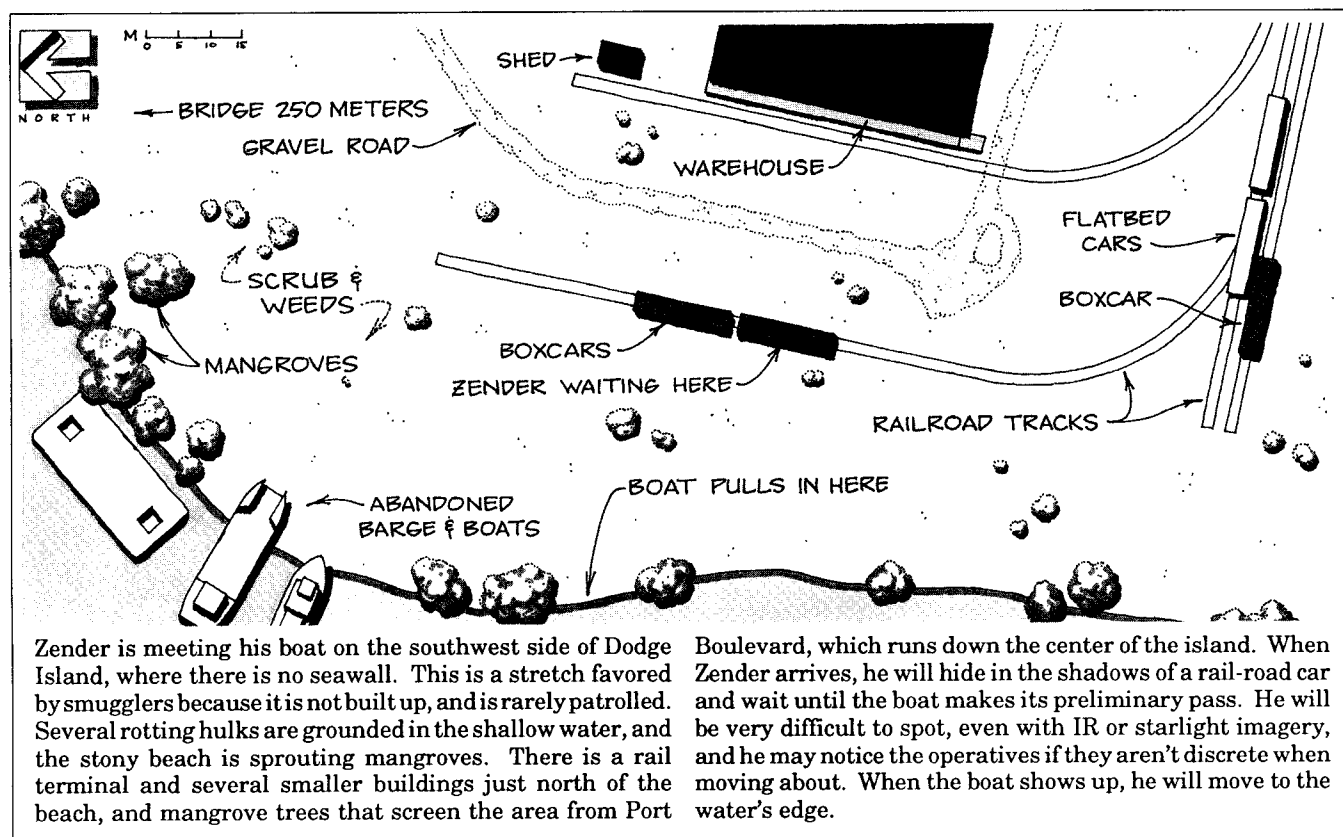 M
0 5 10 15
NORTH
BRIDGE 250 METERS
GRAVEL ROAD
SHED
WAREHOUSE
FLATBED
CARS
BOXCAR
SCRUB &
WEEDS
MANGROVES
BOXCARS
ZENDER WAITING HERE
RAILROAD TRACKS
BOAT PULLS IN HERE
ABANDONED
BARGE & BOATS
Zender is meeting his boat on the southwest side of Dodge
Island, where there is no seawall. This is a stretch favored
by smugglers because it is not built up, and is rarely patrolled.
Several rotting hulks are grounded in the shallow water, and
the stony beach is sprouting mangroves. There is a rail
terminal and several smaller buildings just north of the
beach, and mangrove trees that screen the area from Port
Boulevard, which runs down the center of the island. When
Zender arrives, he will hide in the shadows of a rail-road car
and wait until the boat makes its preliminary pass. He will
be very difficult to spot, even with IR or starlight imagery,
and he may notice the operatives if they aren't discrete when
moving about. When the boat shows up, he will move to the
water's edge.